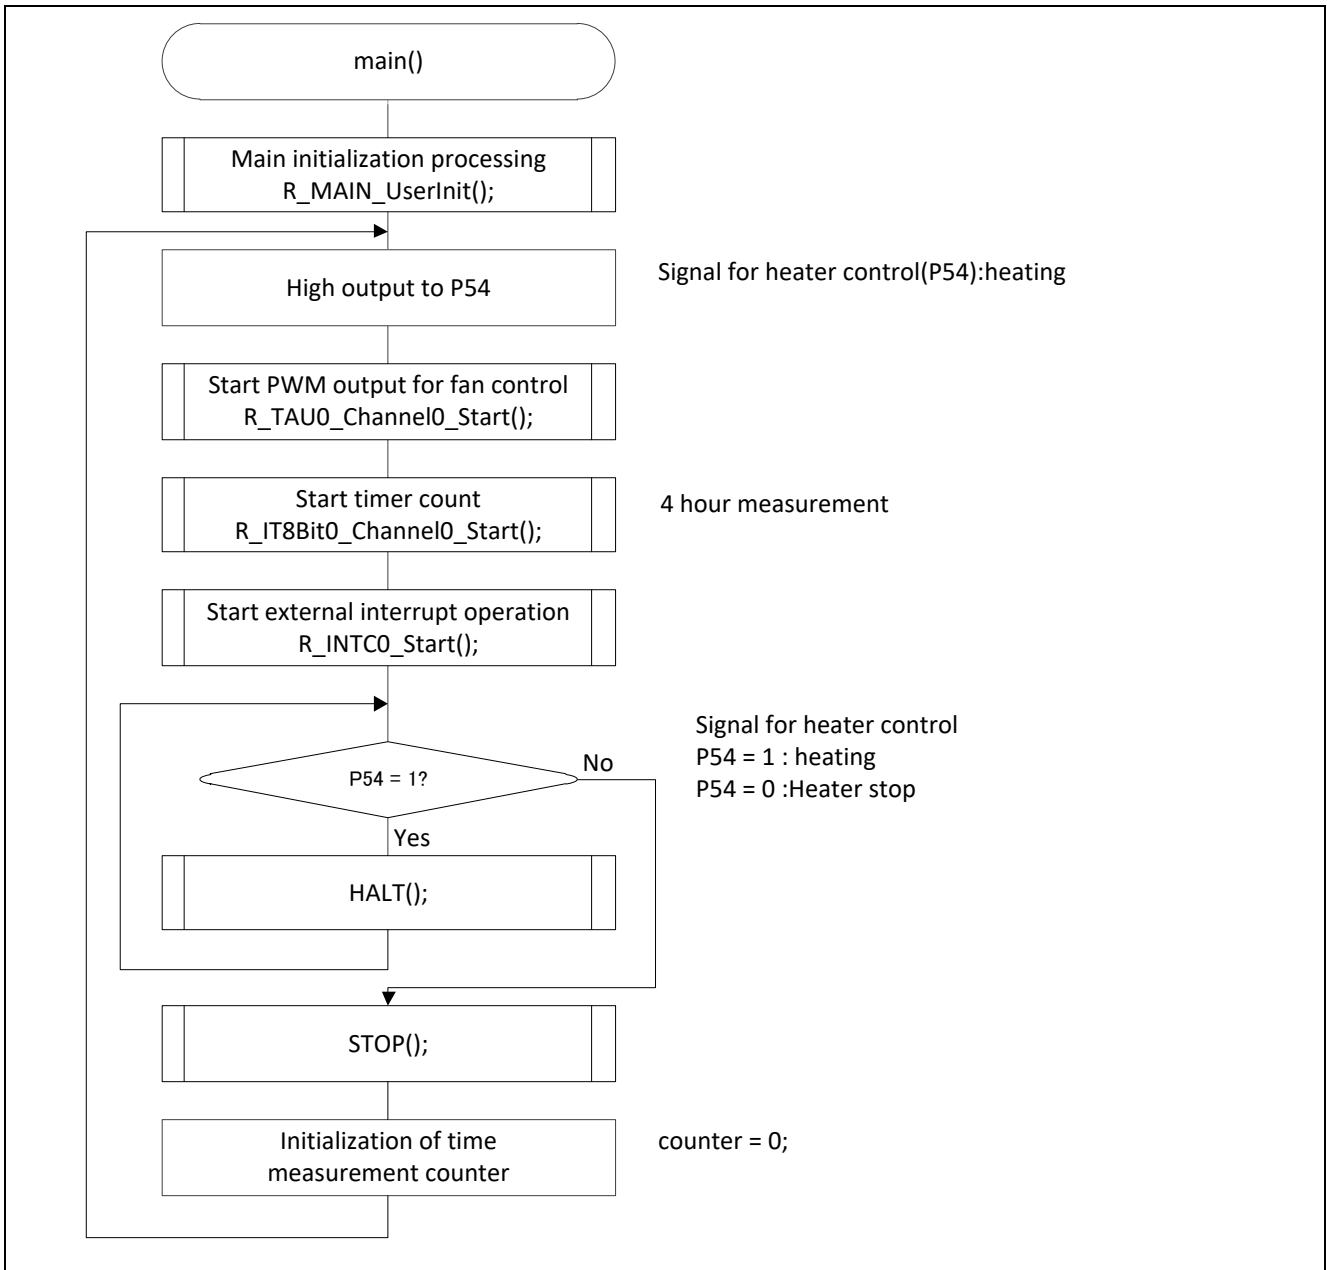 main()
Main initialization processing
R_MAIN_UserInit();
High output to P54
Signal for heater control(P54):heating
Start PWM output for fan control
R_TAU0_Channel0_Start();
Start timer count
R_IT8Bit0_Channel0_Start();
4 hour measurement
Start external interrupt operation
R_INTC0_Start();
Signal for heater control
P54 = 1 : heating
P54 = 0 :Heater stop
P54 = 1?
No
Yes
HALT();
STOP();
Initialization of time
measurement counter
counter = 0;